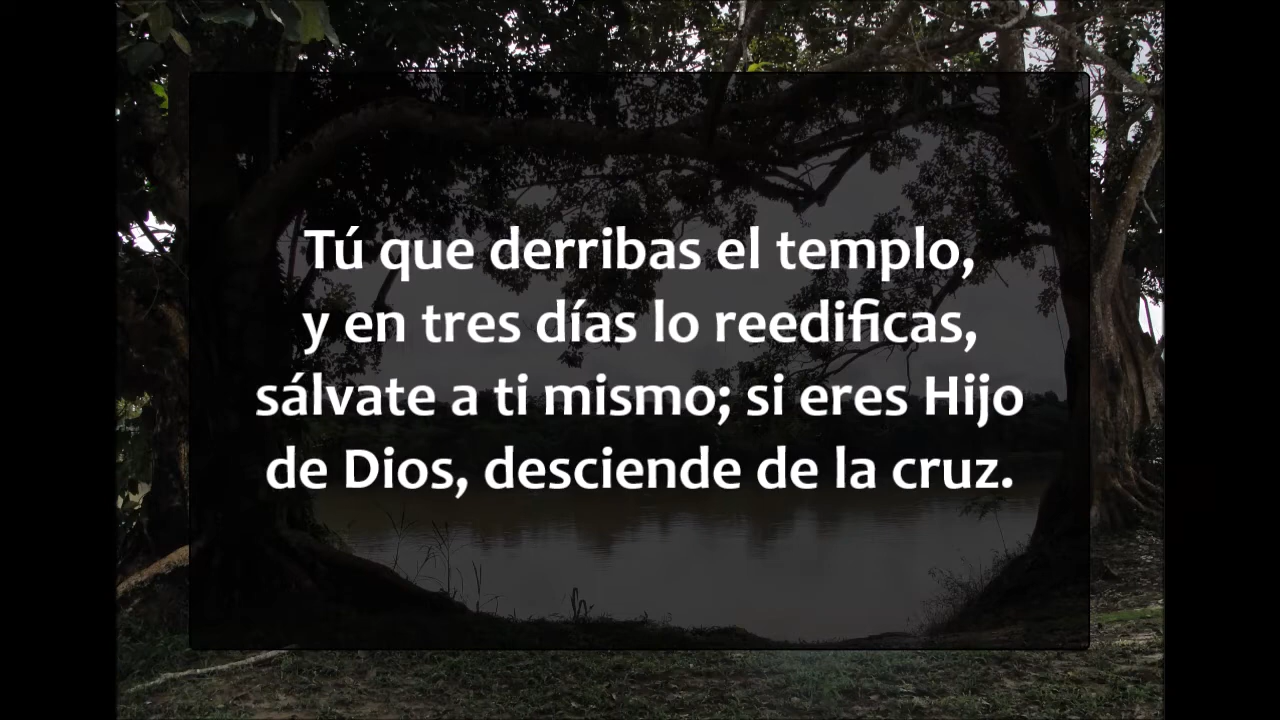 Tú que derribas el templo,
y en tres días lo reedificas,
sálvate a ti mismo; si eres Hijo
de Dios, desciende de la cruz.